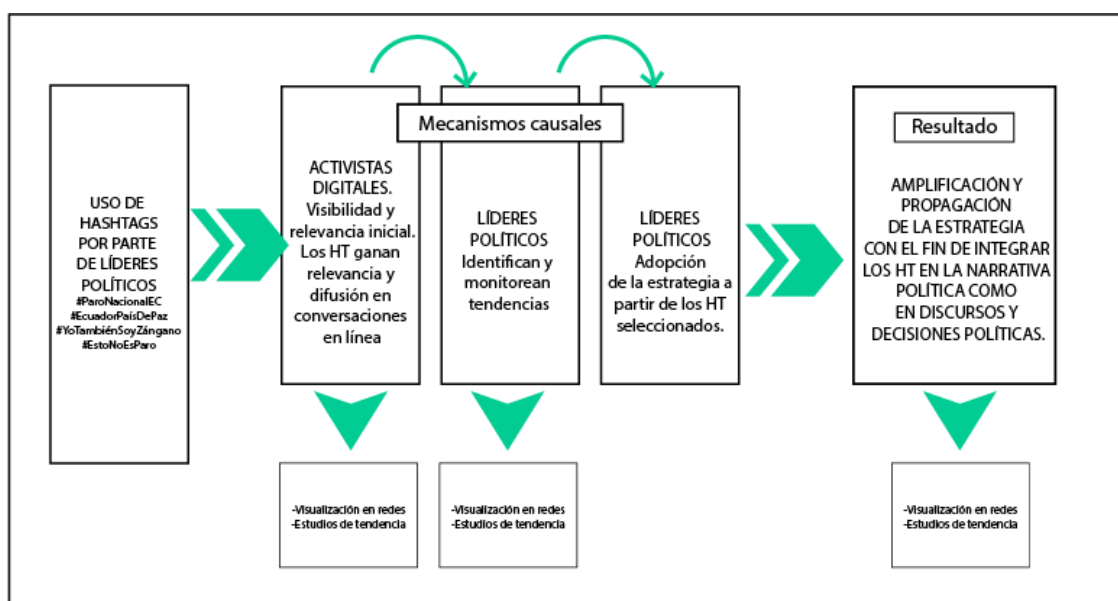 USO DE
HASHTAGS
POR PARTE
DE LÍDERES
POLÍTICOS
#ParoNacionalEC
#EcuadorPaísDePaz
#YoTambiénSoyZángano
#EstoNoEsParo
Mecanismos causales
ACTIVISTAS
DIGITALES.
Visibilidad y
relevancia inicial.
Los HT ganan
relevancia y
difusión en
conversaciones
en línea
LÍDERES
POLÍTICOS
Identifican y
monitorean
tendencias
LÍDERES
POLÍTICOS
Adopción
de la estrategia a
partir de los HT
seleccionados.
Resultado
AMPLIFICACIÓN Y
PROPAGACIÓN
DE LA ESTRATEGIA
CON EL FIN DE INTEGRAR
LOS HT EN LA NARRATIVA
POLÍTICA COMO
EN DISCURSOS Y
DECISIONES POLÍTICAS.
-Visualización en redes
-Estudios de tendencia
-Visualización en redes
-Estudios de tendencia
-Visualización en redes
-Estudios de tendencia